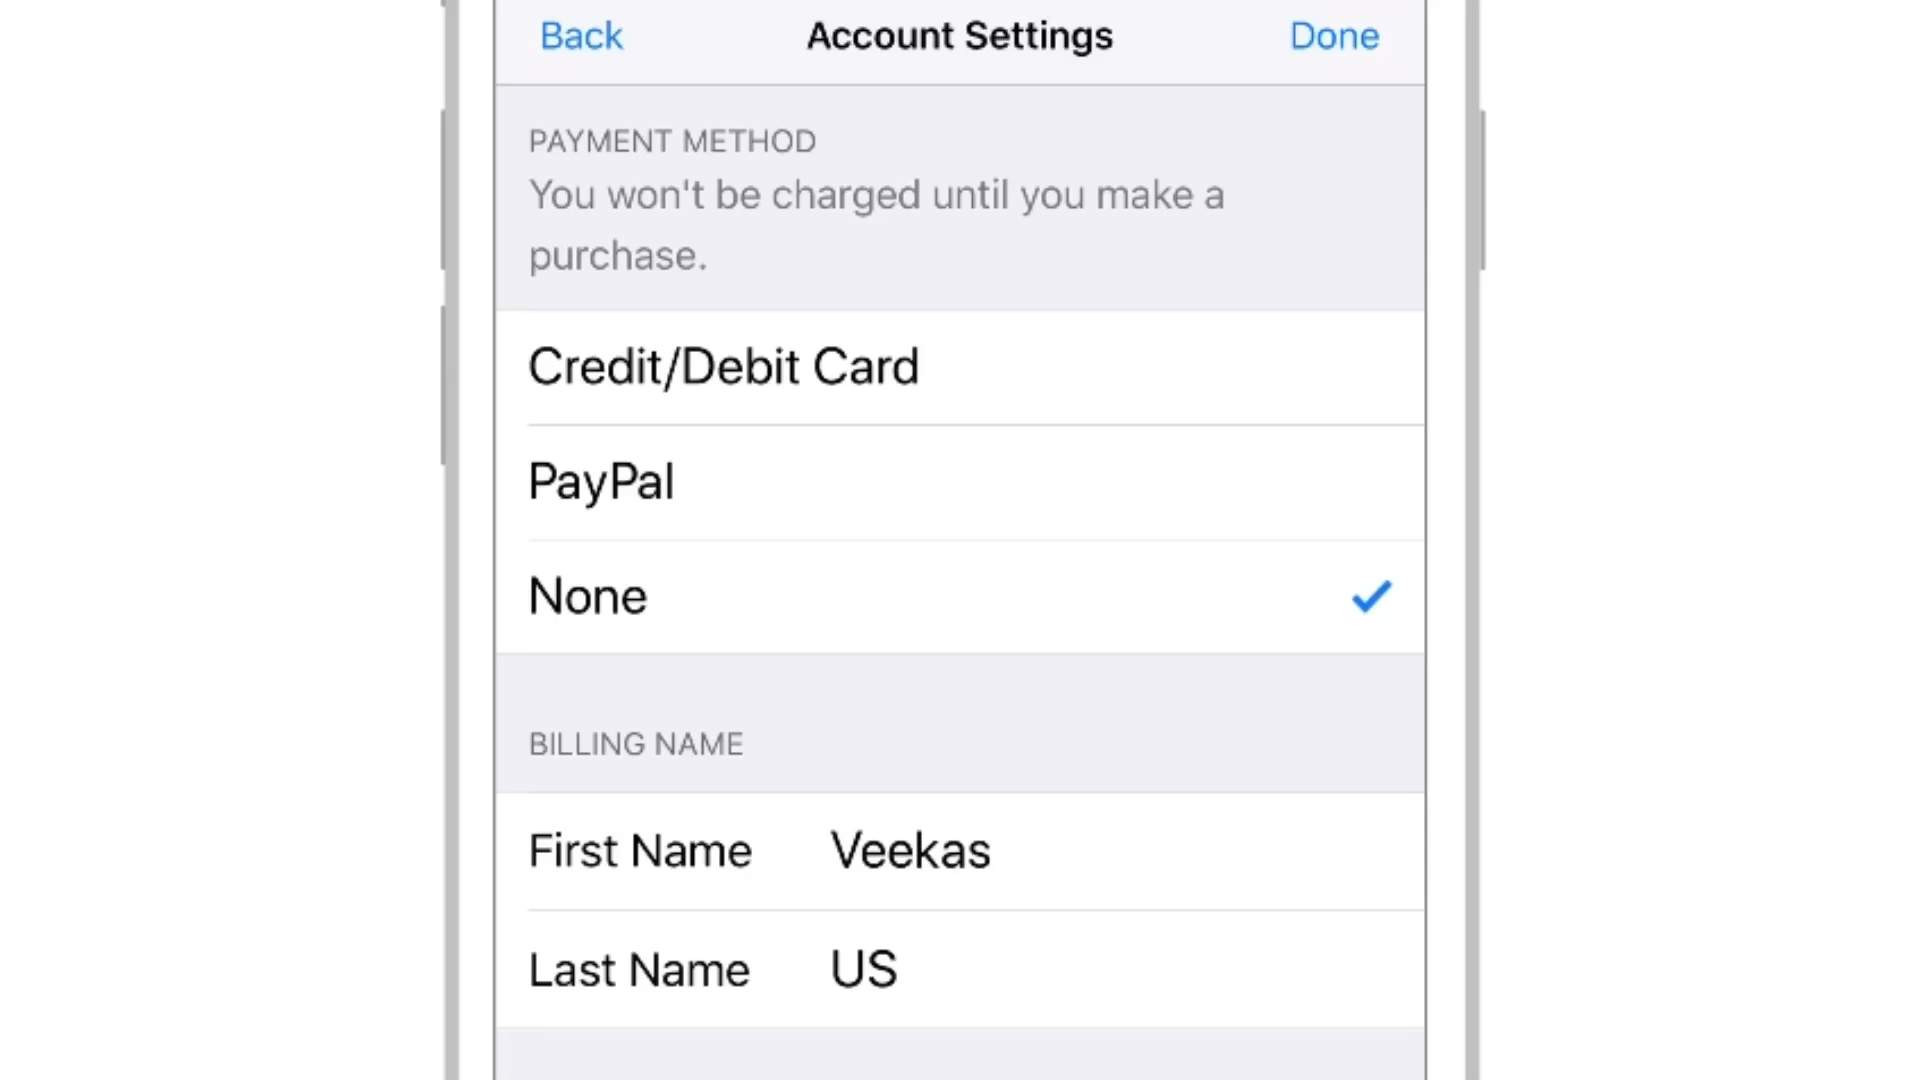 Back Account Settings Done
PAYMENT METHOD
You won't be charged until you make a
purchase.
Credit/Debit Card
PayPal
None
BILLING NAME
First Name Veekas
Last Name US